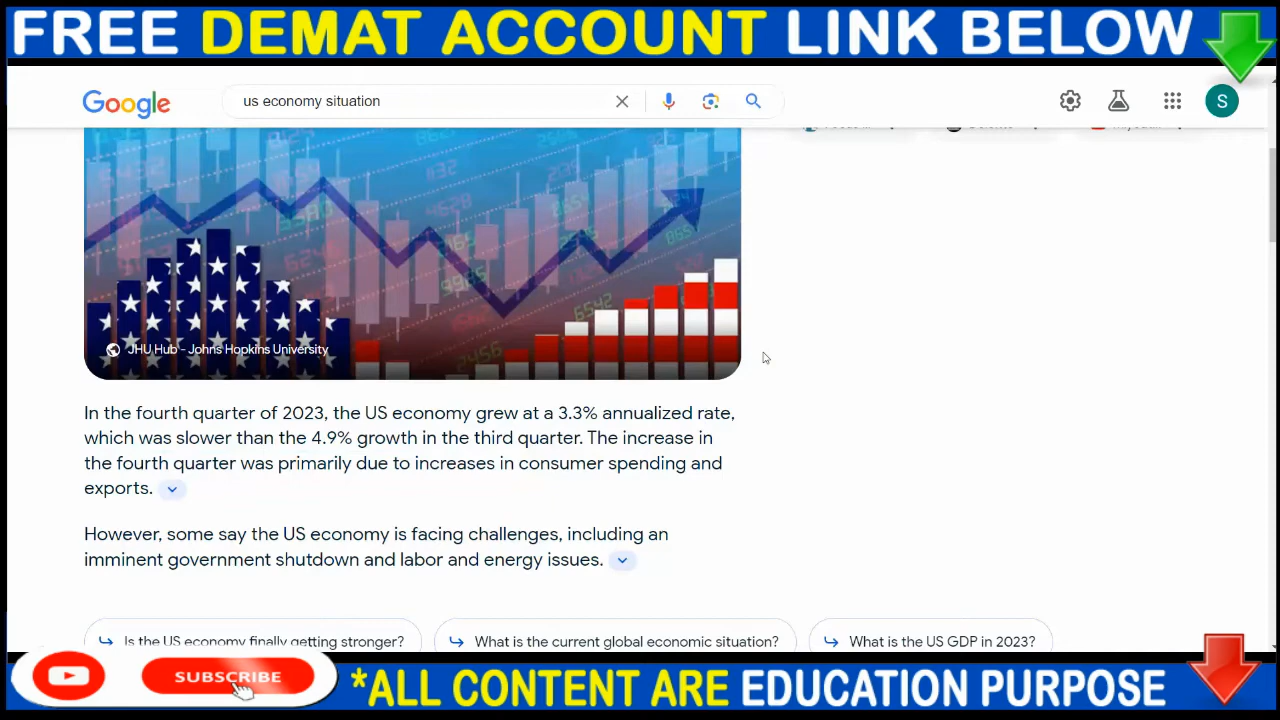 FREE DEMAT ACCOUNT LINK BELOW
Google
us economy situation
S
JHU Hub - Johns Hopkins University
In the fourth quarter of 2023, the US economy grew at a 3.3% annualized rate,
which was slower than the 4.9% growth in the third quarter. The increase in
the fourth quarter was primarily due to increases in consumer spending and
exports.
However, some say the US economy is facing challenges, including an
imminent government shutdown and labor and energy issues.
Is the US economy finally getting stronger?
What is the current global economic situation?
What is the US GDP in 2023?
SUBSCRIBE
*ALL CONTENT ARE EDUCATION PURPOSE